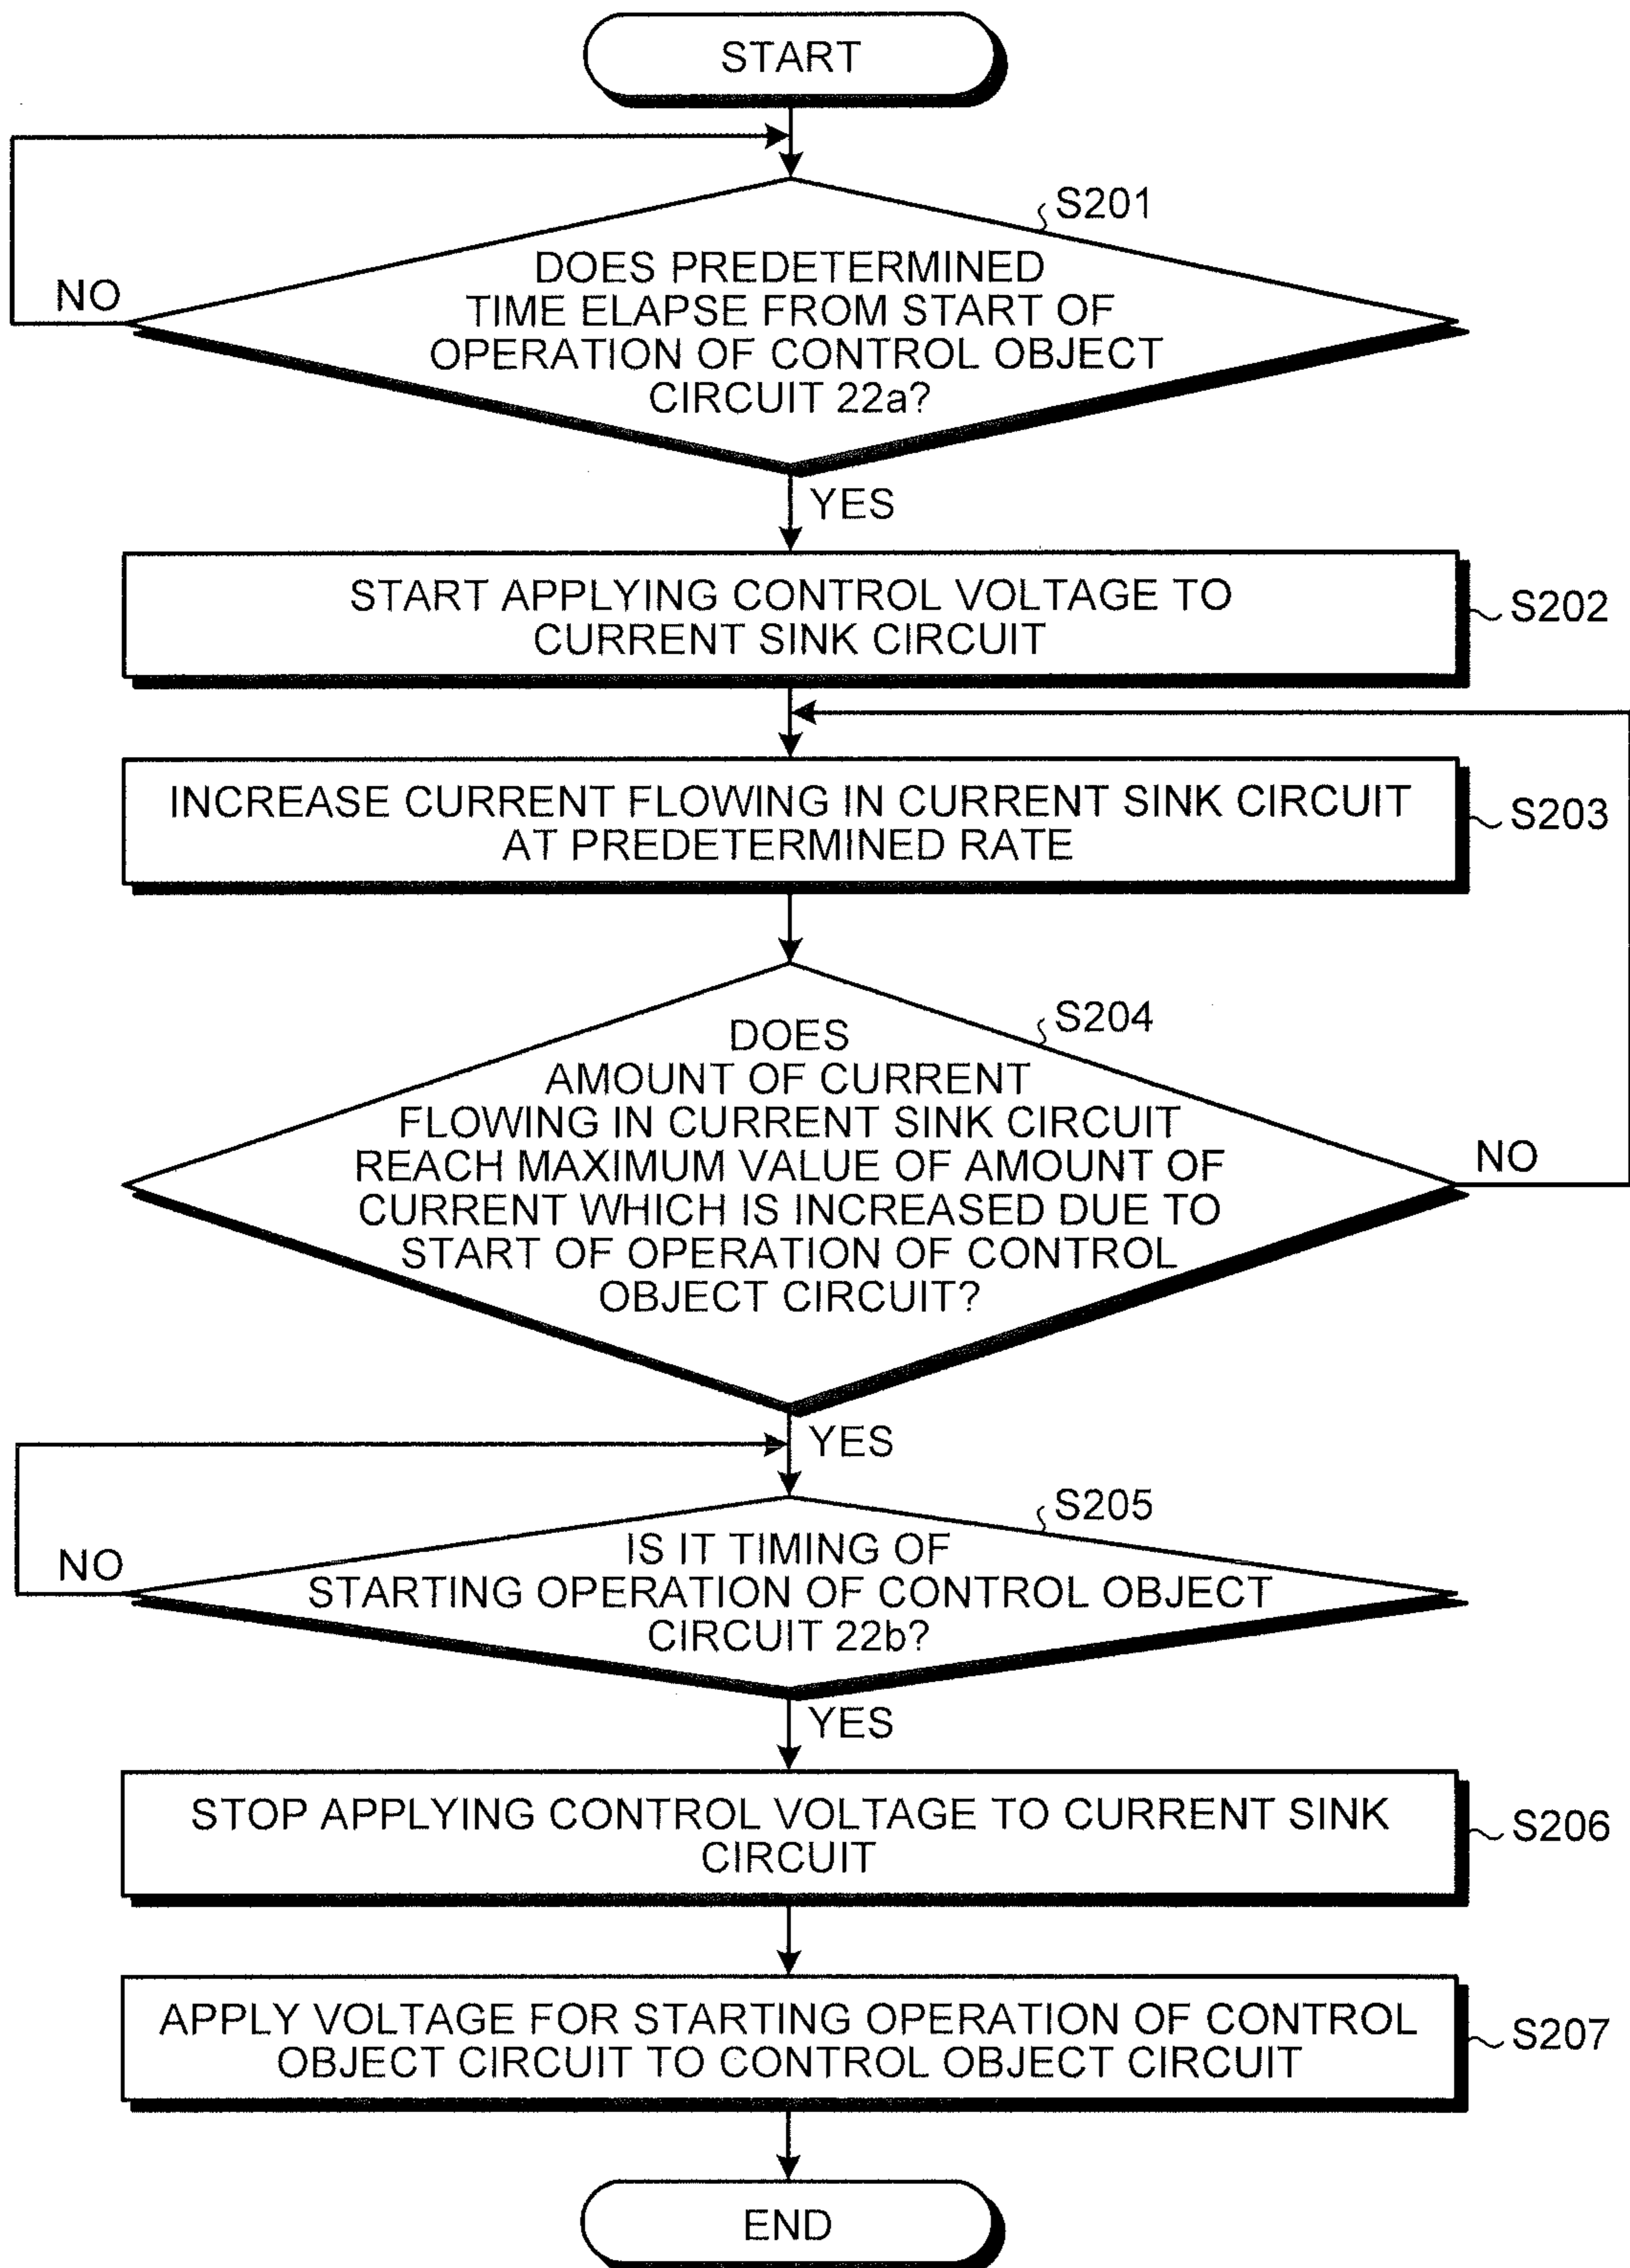 START
S201
DOES PREDETERMINED
TIME ELAPSE FROM START OF
OPERATION OF CONTROL OBJECT
CIRCUIT 22a?
NO
YES
START APPLYING CONTROL VOLTAGE TO
CURRENT SINK CIRCUIT
S202
INCREASE CURRENT FLOWING IN CURRENT SINK CIRCUIT
AT PREDETERMINED RATE
S203
S204
DOES
AMOUNT OF CURRENT
FLOWING IN CURRENT SINK CIRCUIT
REACH MAXIMUM VALUE OF AMOUNT OF
CURRENT WHICH IS INCREASED DUE TO
START OF OPERATION OF CONTROL
OBJECT CIRCUIT?
NO
YES
S205
IS IT TIMING OF
STARTING OPERATION OF CONTROL OBJECT
CIRCUIT 22b?
NO
YES
STOP APPLYING CONTROL VOLTAGE TO CURRENT SINK
CIRCUIT
S206
APPLY VOLTAGE FOR STARTING OPERATION OF CONTROL
OBJECT CIRCUIT TO CONTROL OBJECT CIRCUIT
S207
END